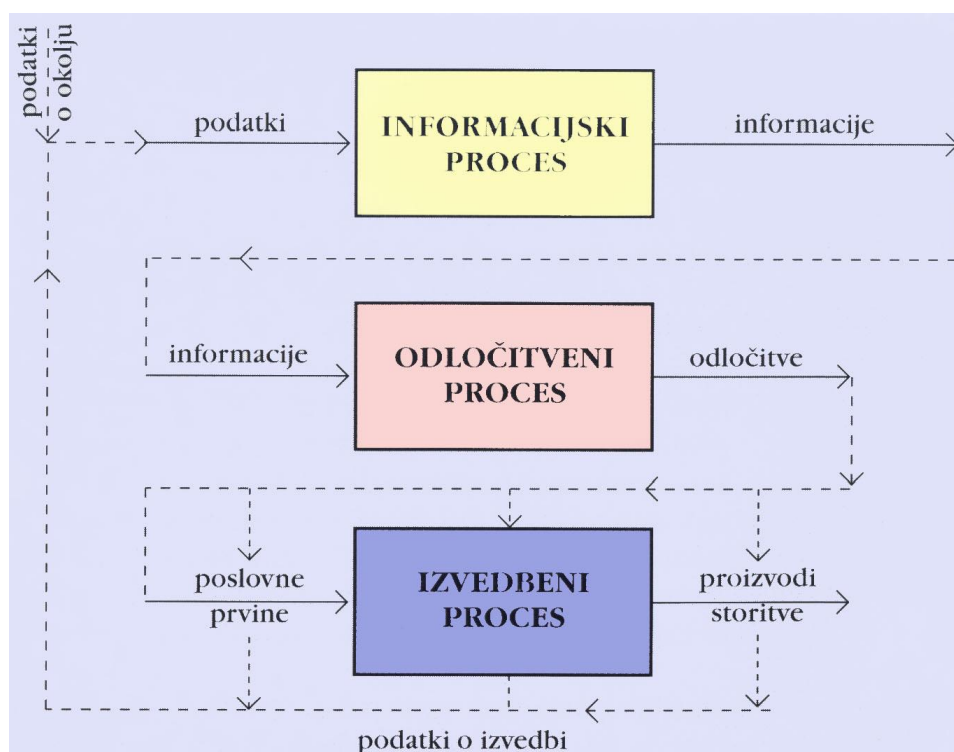 podatki
o okolju
podatki
INFORMACIJSKI
PROCES
informacije
informacije
ODLOČITVENI
PROCES
odločitve
poslovne
prvine
IZVEDBENI
PROCES
proizvodi
storitve
podatki o izvedbi